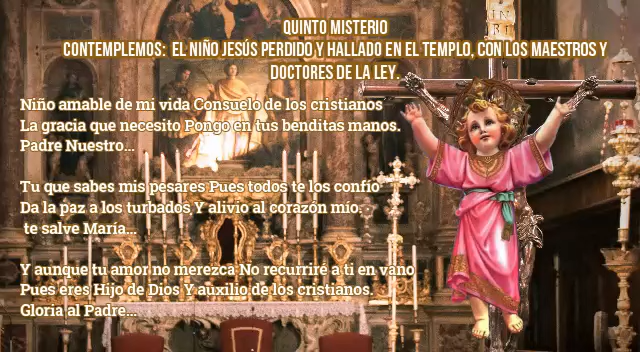 QUINTO MISTERIO
CONTEMPLEMOS: EL NIÑO JESÚS PERDIDO Y HALLADO EN EL TEMPLO, CON LOS MAESTROS Y
DOCTORES DE LA LEY.
Niño amable de mi vida Consuelo de los cristianos
La gracia que necesito Pongo en tus benditas manos.
Padre Nuestro...
Tu que sabes mis pesares Pues todos te los confío
Da la paz a los turbados Y alivio al corazón mío.
te salve María...
Y aunque tu amor no merezca No recurriré a ti en vano
Pues eres Hijo de Dios Y auxilio de los cristianos.
Gloria al Padre...